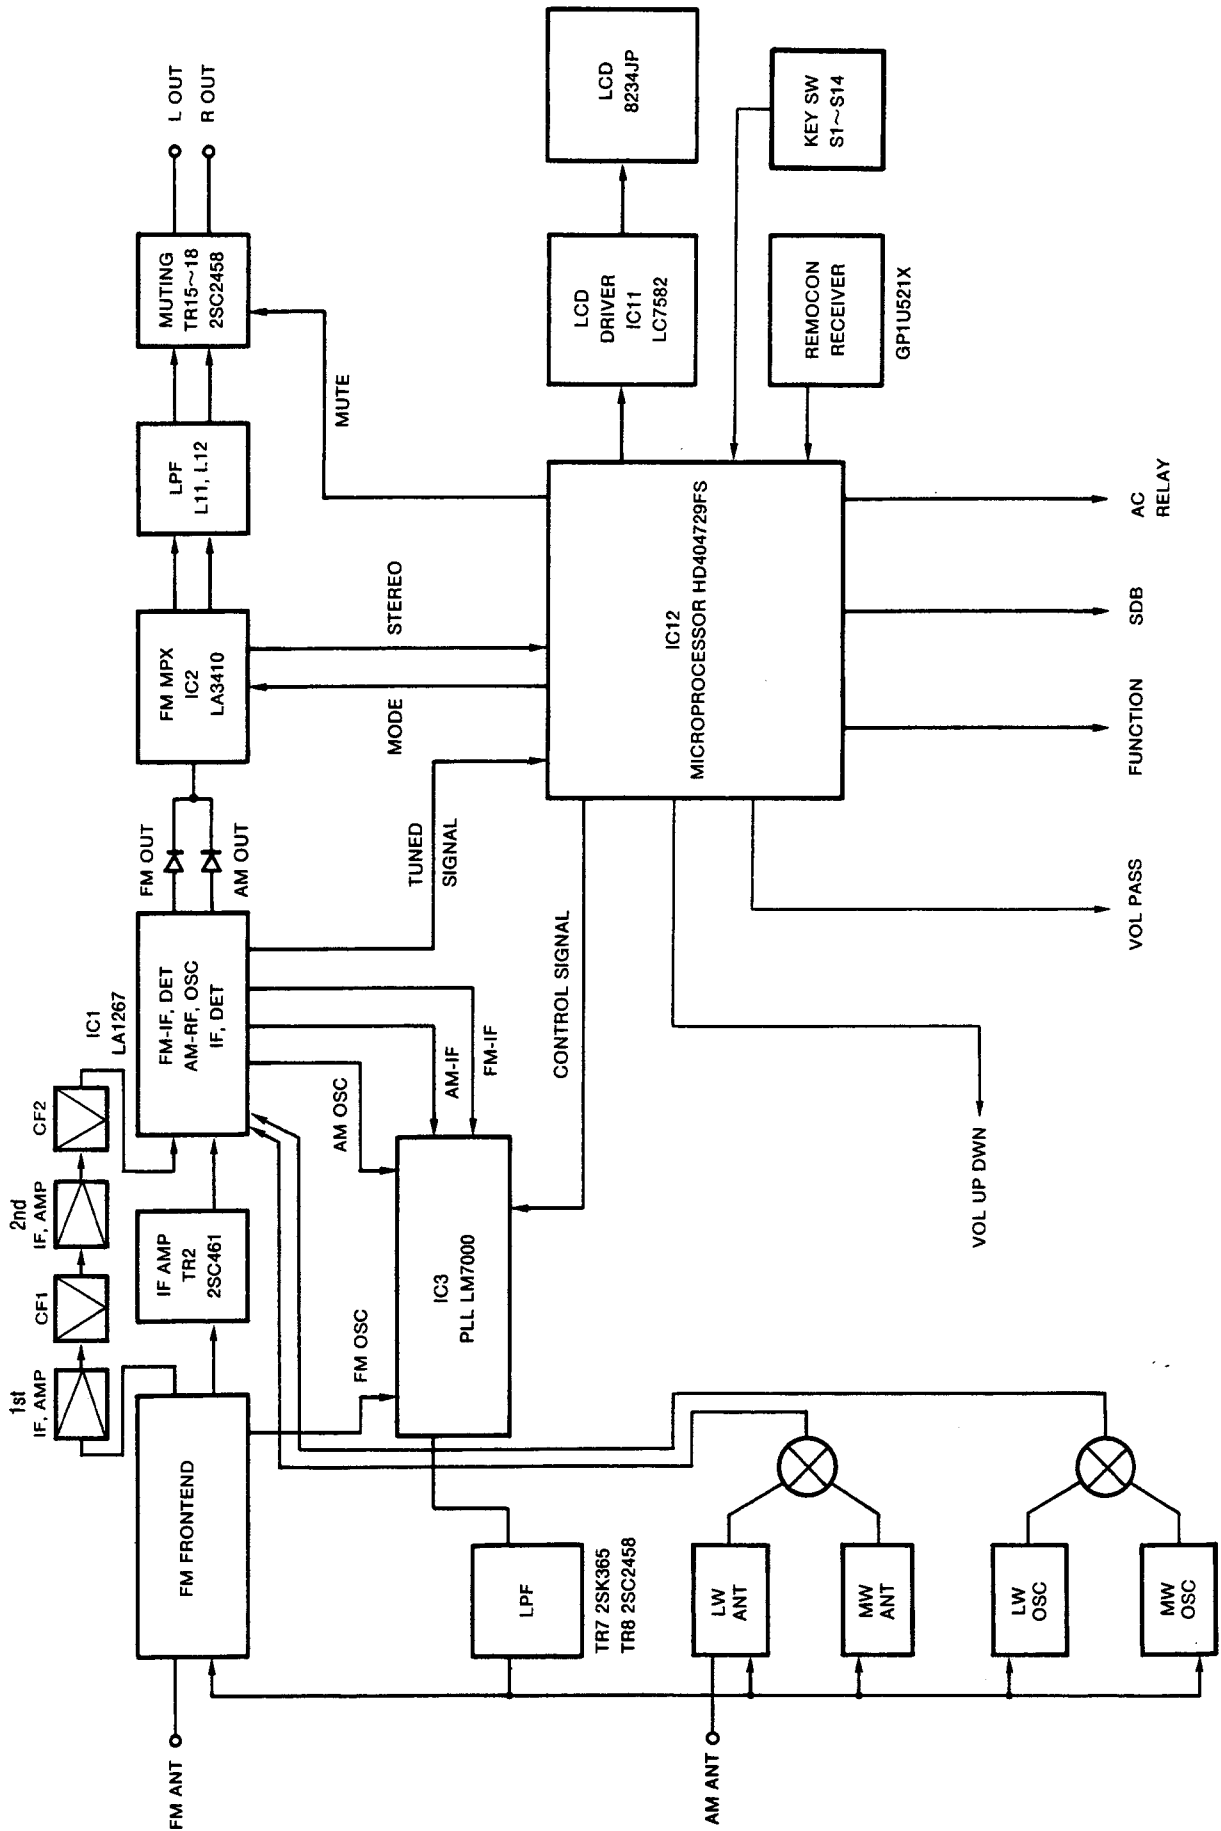 FM ANT
FM FRONTEND
1st
IF, AMP
CF1
2nd
IF, AMP
CF2
IF AMP
TR2
2SC461
IC1
LA1267
FM-IF, DET
AM-RF, OSC
IF, DET
FM OUT
AM OUT
FM MPX
IC2
LA3410
LPF
L11, L12
MUTING
TR15~18
2SC2458
L OUT
R OUT
FM OSC
AM OSC
AM-IF
FM-IF
TUNED
SIGNAL
MODE
STEREO
MUTE
IC3
PLL LM7000
CONTROL SIGNAL
LPF
TR7 2SK365
TR8 2SC2458
IC12
MICROPROCESSOR HD404729FS
LCD
DRIVER
IC11
LC7582
LCD
8234JP
REMOCON
RECEIVER
GP1U521X
KEY SW
S1~S14
AM ANT
LW
ANT
MW
ANT
LW
OSC
MW
OSC
VOL UP DWN
VOL PASS
FUNCTION
SDB
AC
RELAY